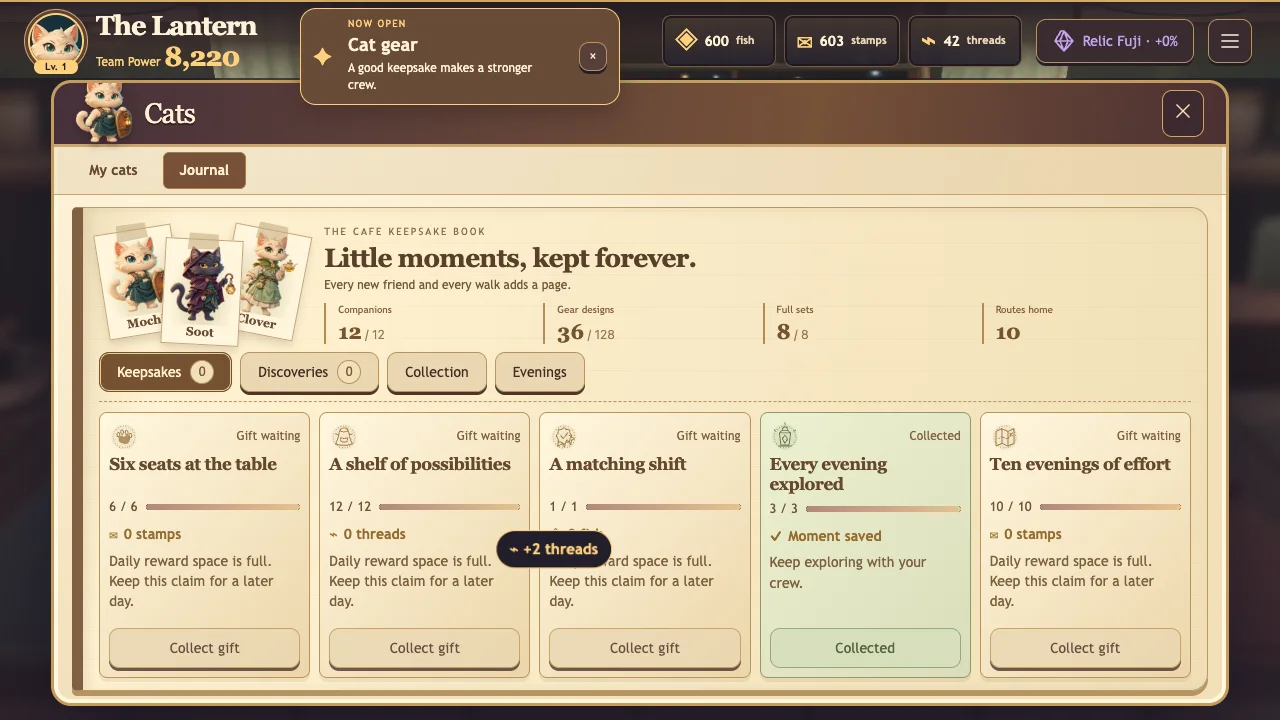 The Lantern
Team Power 8,220
Lv. 1
NOW OPEN
Cat gear
A good keepsake makes a stronger
crew.
×
600 fish
603 stamps
42 threads
Relic Fuji · +0%
Cats
My cats
Journal
Soot
Clover
THE CAFE KEEPSAKE BOOK
Little moments, kept forever.
Every new friend and every walk adds a page.
Companions
12 / 12
Gear designs
36 / 128
Full sets
8 / 8
Routes home
10
Keepsakes 0
Discoveries 0
Collection
Evenings
Gift waiting
Six seats at the table
6 / 6
0 stamps
Daily reward space is full.
Keep this claim for a later
day.
Collect gift
Gift waiting
A shelf of possibilities
12 / 12
0 threads
Daily reward space is full.
Keep this claim for a later
day.
Collect gift
+2 threads
Gift waiting
A matching shift
1 / 1
reward space is full.
Keep this claim for a later
day.
Collect gift
Collected
Every evening
explored
3 / 3
✓ Moment saved
Keep exploring with your
crew.
Collected
Gift waiting
Ten evenings of effort
10 / 10
0 stamps
Daily reward space is full.
Keep this claim for a later
day.
Collect gift